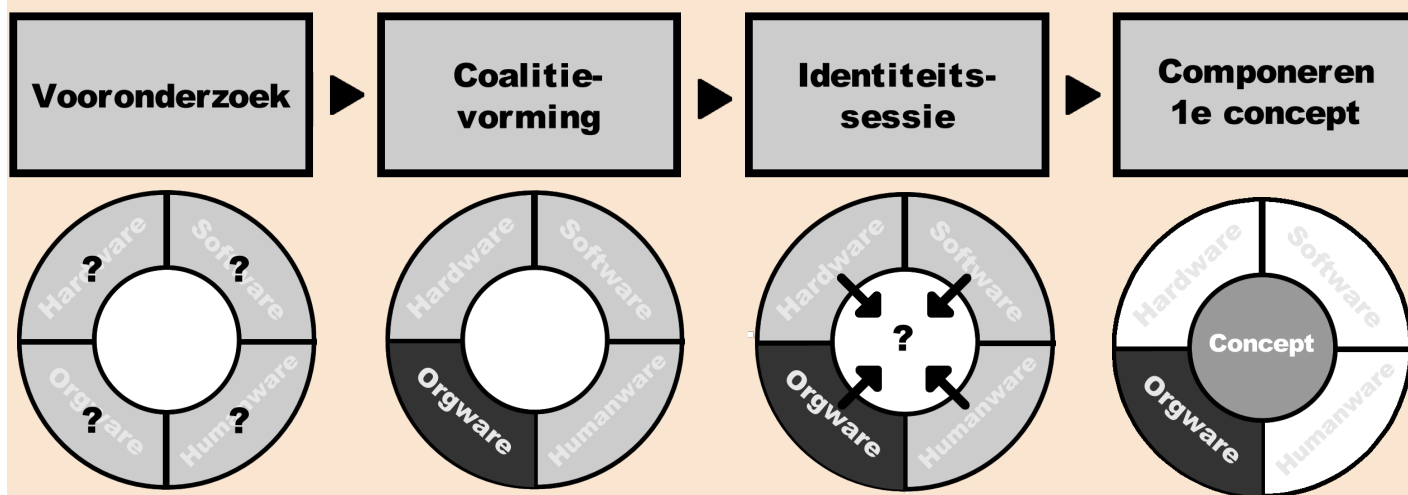 Vooronderzoek
Coalitie-
vorming
Identiteits-
sessie
Componeren
1e concept
Hardware
?
Software
?
Orgware
?
Humanware
?
Hardware
Software
Orgware
Humanware
Hardware
Software
?
Orgware
Humanware
Hardware
Software
Concept
Orgware
Humanware